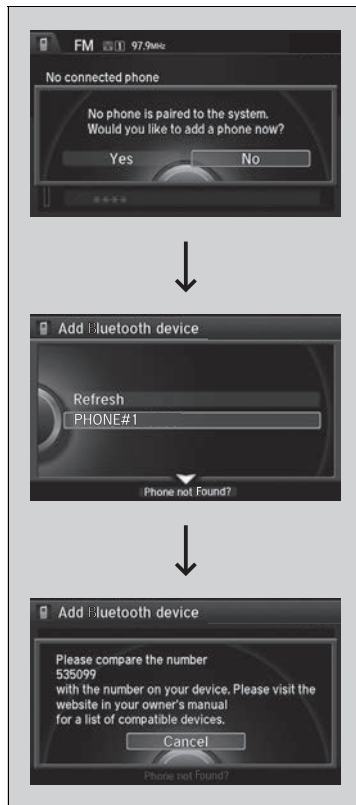 FM 1 97.9MHz
No connected phone
No phone is paired to the system.
Would you like to add a phone now?
Yes No
Add Bluetooth device
Refresh
PHONE#1
Phone not Found?
Add Bluetooth device
Please compare the number
535099
with the number on your device. Please visit the
website in your owner's manual
for a list of compatible devices.
Cancel
Phone not Found?